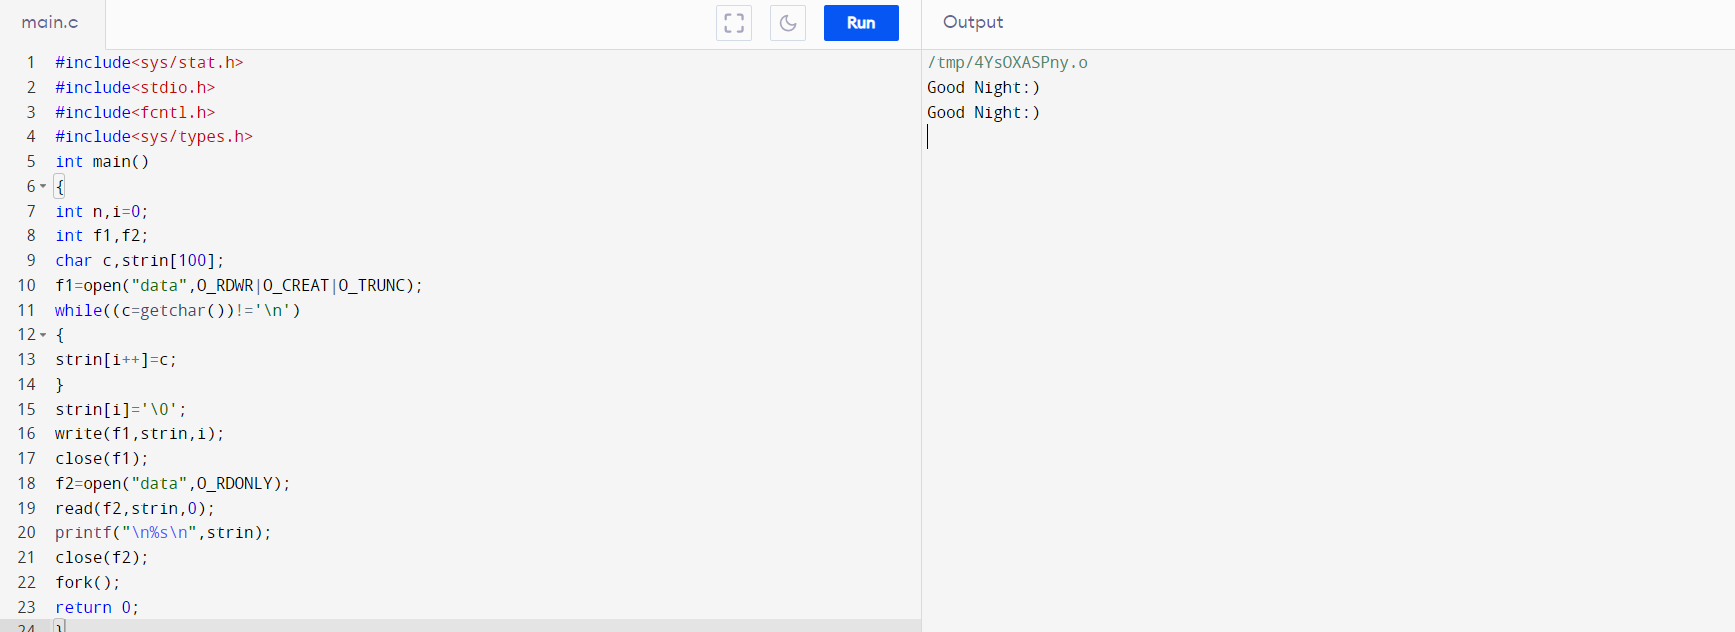 main.c
Run
Output
1 #include<sys/stat.h>
2 #include<stdio.h>
3 #include<fcntl.h>
4 #include<sys/types.h>
5 int main()
6 {
7 int n,i=0;
8 int f1,f2;
9 char c,strin[100];
10 f1=open("data",O_RDWR|O_CREAT|O_TRUNC);
11 while((c=getchar())!='\n')
12 {
13 strin[i++]=c;
14 }
15 strin[i]='\0';
16 write(f1,strin,i);
17 close(f1);
18 f2=open("data",O_RDONLY);
19 read(f2,strin,0);
20 printf("\n%s\n",strin);
21 close(f2);
22 fork();
23 return 0;
24 }
/tmp/4YsOXASPny.o
Good Night:)
Good Night:)